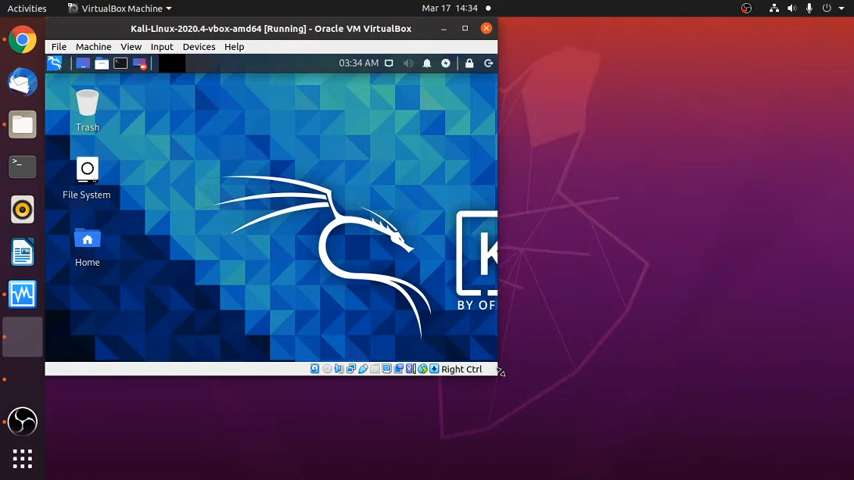 Activities
VirtualBox Machine
Mar 17 14:34
Kali-Linux-2020.4-vbox-amd64 [Running] - Oracle VM VirtualBox
File Machine View Input Devices Help
03:34 AM
Trash
File System
Home
K
BY OF
Right Ctrl